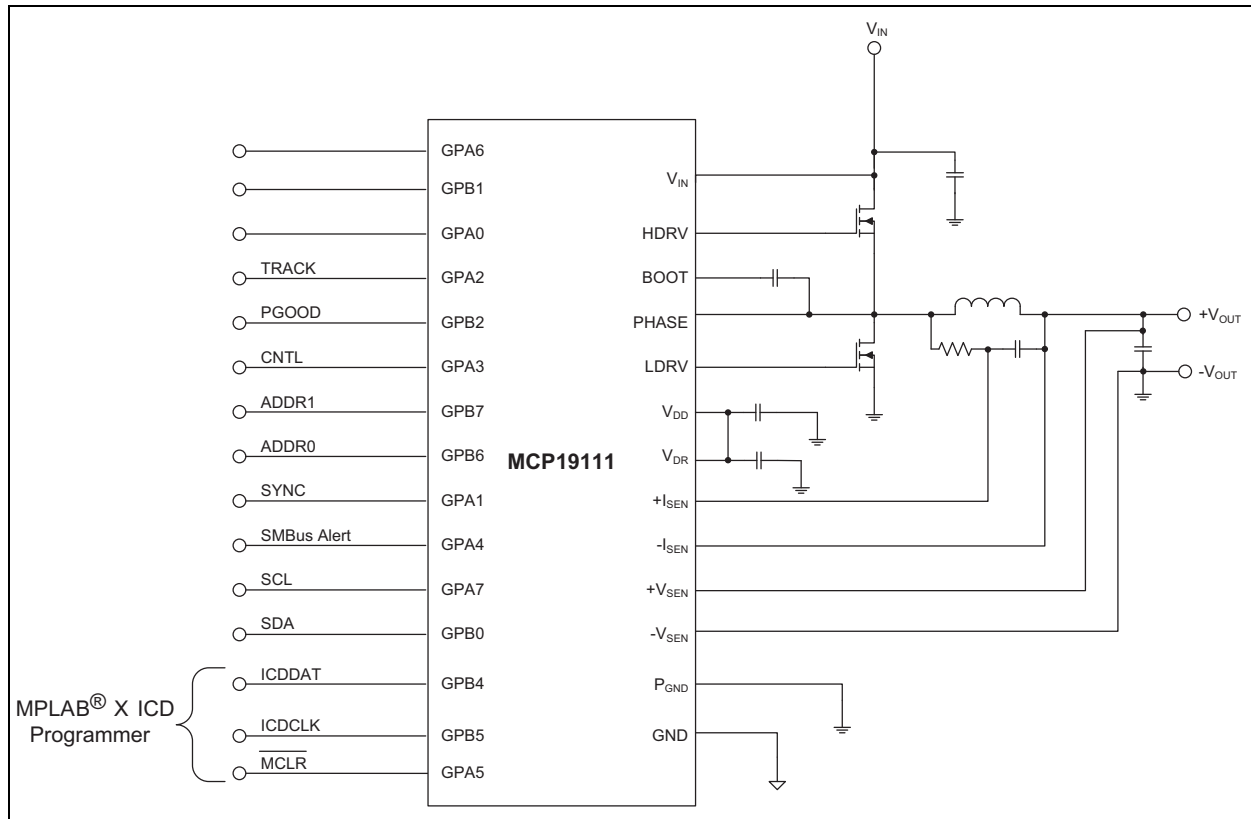 V_IN
GPA6
GPB1
GPA0
TRACK GPA2
PGOOD GPB2
CNTL GPA3
ADDR1 GPB7
ADDR0 GPB6
SYNC GPA1
SMBus Alert GPA4
SCL GPA7
SDA GPB0
ICDDAT GPB4
ICDCLK GPB5
MCLR GPA5
MPLAB® X ICD
Programmer
MCP19111
V_IN
HDRV
BOOT
PHASE
LDRV
V_DD
V_DR
+I_SEN
-I_SEN
+V_SEN
-V_SEN
P_GND
GND
+V_OUT
-V_OUT